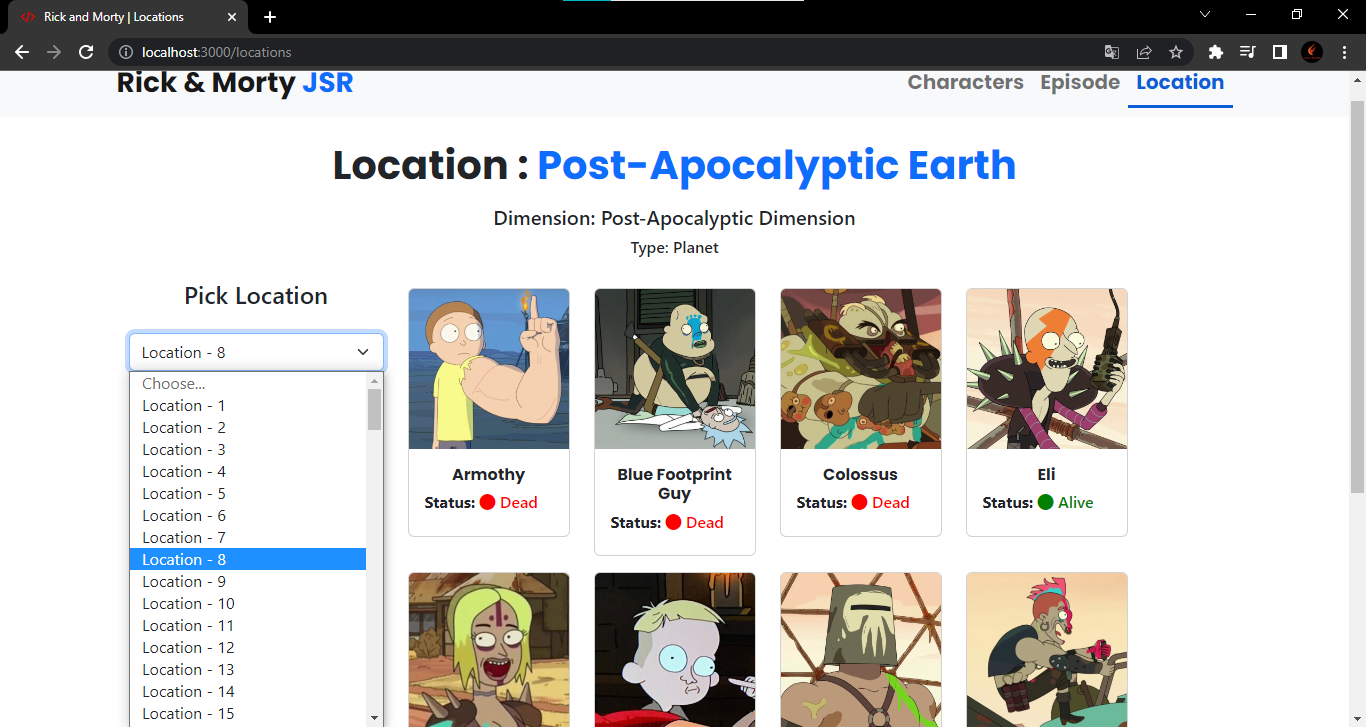 Rick and Morty | Locations
localhost:3000/locations
Rick & Morty JSR
Characters Episode Location
Location : Post-Apocalyptic Earth
Dimension: Post-Apocalyptic Dimension
Type: Planet
Pick Location
Location - 8
Choose...
Location - 1
Location - 2
Location - 3
Location - 4
Location - 5
Location - 6
Location - 7
Location - 8
Location - 9
Location - 10
Location - 11
Location - 12
Location - 13
Location - 14
Location - 15
Armothy
Status: Dead
Blue Footprint
Guy
Status: Dead
Colossus
Status: Dead
Eli
Status: Alive